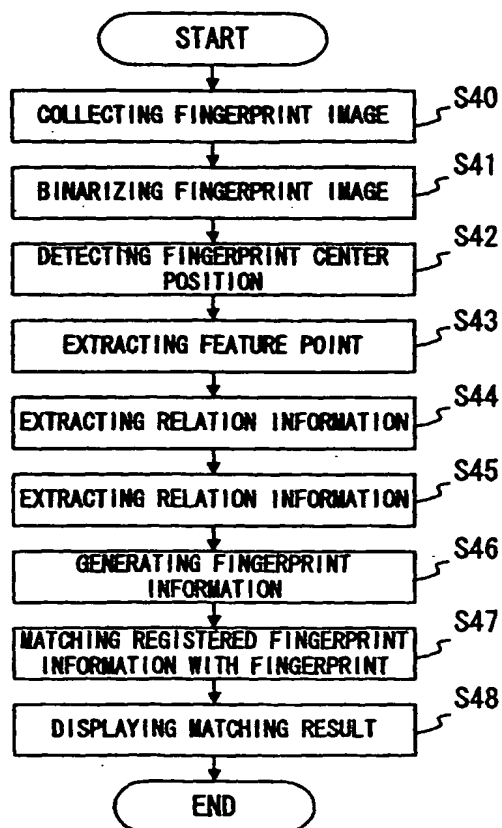 START
COLLECTING FINGERPRINT IMAGE
S40
BINARIZING FINGERPRINT IMAGE
S41
DETECTING FINGERPRINT CENTER
POSITION
S42
EXTRACTING FEATURE POINT
S43
EXTRACTING RELATION INFORMATION
S44
EXTRACTING RELATION INFORMATION
S45
GENERATING FINGERPRINT
INFORMATION
S46
MATCHING REGISTERED FINGERPRINT
INFORMATION WITH FINGERPRINT
S47
DISPLAYING MATCHING RESULT
S48
END